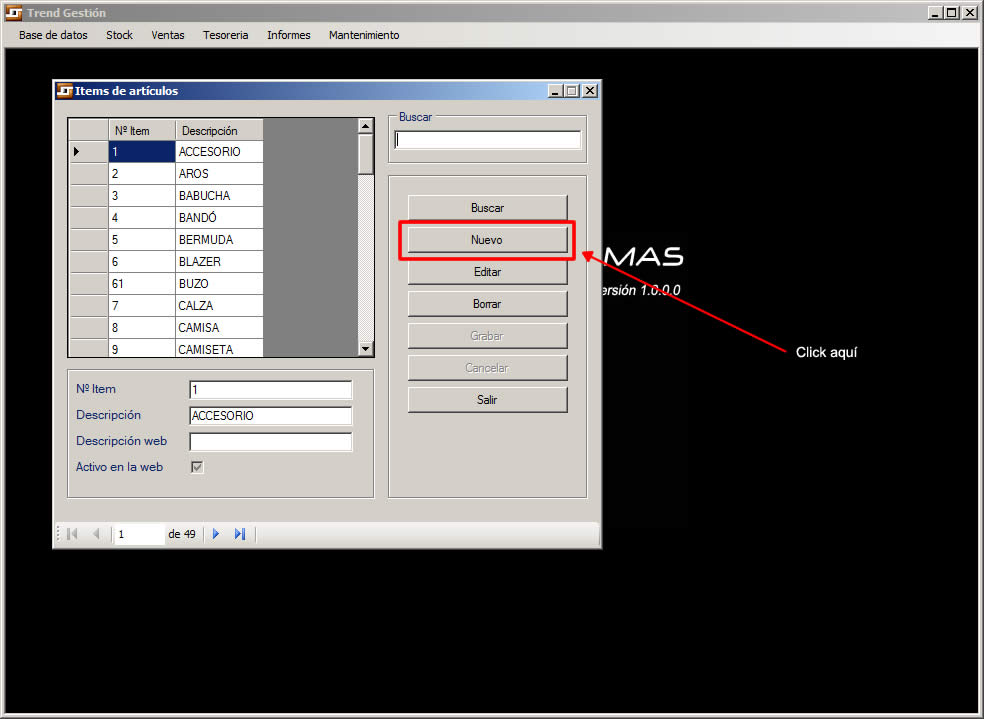 Trend Gestión
Base de datos Stock Ventas Tesoreria Informes Mantenimiento
Items de artículos
Nº Item Descripción
1 ACCESORIO
2 AROS
3 BABUCHA
4 BANDÓ
5 BERMUDA
6 BLAZER
61 BUZO
7 CALZA
8 CAMISA
9 CAMISETA
Buscar
Buscar
Nuevo
Editar
Borrar
Grabar
Cancelar
Salir
Nº Item 1
Descripción ACCESORIO
Descripción web
Activo en la web
1 de 49
MAS
ersión 1.0.0.0
Click aquí